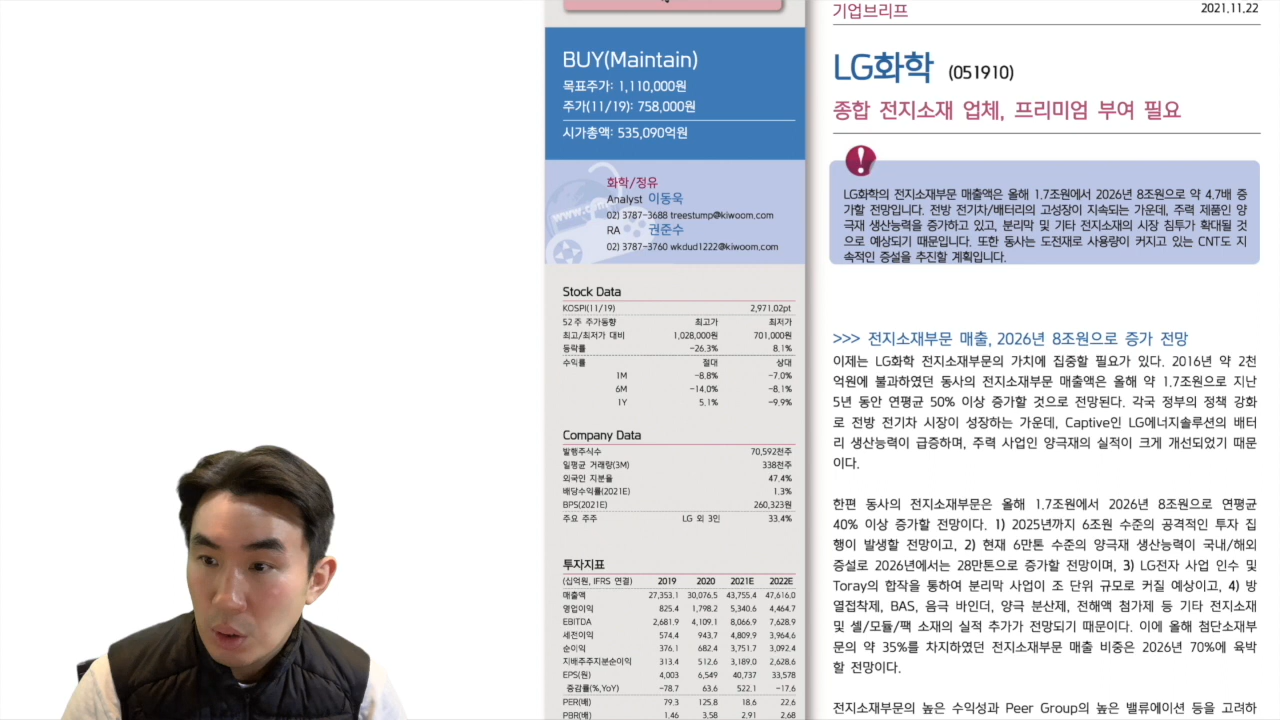 BUY(Maintain)
목표주가: 1,110,000원
주가(11/19): 758,000원
시가총액: 535,090억원
화학/정유
Analyst 이동욱
02) 3787-3688 treestump@kiwoom.com
RA 권준수
02) 3787-3760 wkdud1222@kiwoom.com
Stock Data
KOSPI(11/19) 2,971.02pt
52주 주가동향 최고가 최저가
최고/최저가 대비 1,028,000원 701,000원
등락률 -26.3% 8.1%
수익률 절대 상대
1M -8.8% -7.0%
6M -14.0% -8.1%
1Y 5.1% -9.9%
Company Data
발행주식수 70,592천주
일평균 거래량(3M) 338천주
외국인 지분율 47.4%
배당수익률(2021E) 1.3%
BPS(2021E) 260,323원
주요 주주 LG 외 3인 33.4%
투자지표
(십억원, IFRS 연결) 2019 2020 2021E 2022E
매출액 27,353.1 30,076.5 43,755.4 47,616.0
영업이익 825.4 1,798.2 5,340.6 4,464.7
EBITDA 2,681.9 4,109.1 8,066.9 7,628.9
세전이익 574.4 943.7 4,809.9 3,964.6
순이익 376.1 682.4 3,751.7 3,092.4
지배주주지분순이익 313.4 512.6 3,189.0 2,628.6
EPS(원) 4,003 6,549 40,737 33,578
증감률(%,YoY) -78.7 63.6 522.1 -17.6
PER(배) 79.3 125.8 18.6 22.6
PBR(배) 1.46 3.58 2.91 2.68
기업브리프 2021.11.22
LG화학 (051910)
종합 전지소재 업체, 프리미엄 부여 필요
LG화학의 전지소재부문 매출액은 올해 1.7조원에서 2026년 8조원으로 약 4.7배 증
가할 전망입니다. 전방 전기차/배터리의 고성장이 지속되는 가운데, 주력 제품인 양
극재 생산능력을 증가하고 있고, 분리막 및 기타 전지소재의 시장 침투가 확대될 것
으로 예상되기 때문입니다. 또한 동사는 도전재로 사용량이 커지고 있는 CNT도 지
속적인 증설을 추진할 계획입니다.
>>> 전지소재부문 매출, 2026년 8조원으로 증가 전망
이제는 LG화학 전지소재부문의 가치에 집중할 필요가 있다. 2016년 약 2천
억원에 불과하였던 동사의 전지소재부문 매출액은 올해 약 1.7조원으로 지난
5년 동안 연평균 50% 이상 증가할 것으로 전망된다. 각국 정부의 정책 강화
로 전방 전기차 시장이 성장하는 가운데, Captive인 LG에너지솔루션의 배터
리 생산능력이 급증하며, 주력 사업인 양극재의 실적이 크게 개선되었기 때문
이다.
한편 동사의 전지소재부문은 올해 1.7조원에서 2026년 8조원으로 연평균
40% 이상 증가할 전망이다. 1) 2025년까지 6조원 수준의 공격적인 투자 집
행이 발생할 전망이고, 2) 현재 6만톤 수준의 양극재 생산능력이 국내/해외
증설로 2026년에는 28만톤으로 증가할 전망이며, 3) LG전자 사업 인수 및
Toray의 합작을 통하여 분리막 사업이 조 단위 규모로 커질 예상이고, 4) 방
열접착제, BAS, 음극 바인더, 양극 분산제, 전해액 첨가제 등 기타 전지소재
및 셀/모듈/팩 소재의 실적 추가가 전망되기 때문이다. 이에 올해 첨단소재부
문의 약 35%를 차지하였던 전지소재부문 매출 비중은 2026년 70%에 육박
할 전망이다.
전지소재부문의 높은 수익성과 Peer Group의 높은 밸류에이션 등을 고려하